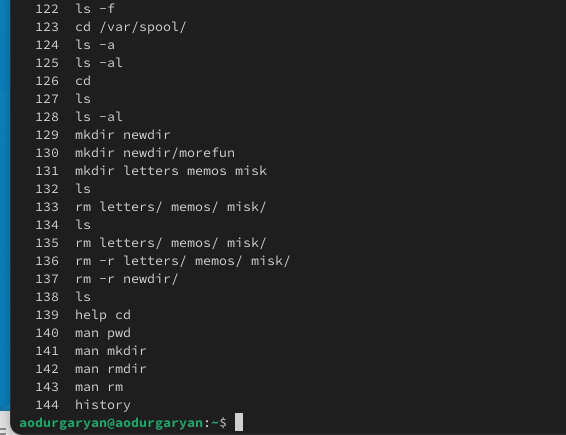 122 ls -f
123 cd /var/spool/
124 ls -a
125 ls -al
126 cd
127 ls
128 ls -al
129 mkdir newdir
130 mkdir newdir/morefun
131 mkdir letters memos misk
132 ls
133 rm letters/ memos/ misk/
134 ls
135 rm letters/ memos/ misk/
136 rm -r letters/ memos/ misk/
137 rm -r newdir/
138 ls
139 help cd
140 man pwd
141 man mkdir
142 man rmdir
143 man rm
144 history
aodurgaryan@aodurgaryan:~$